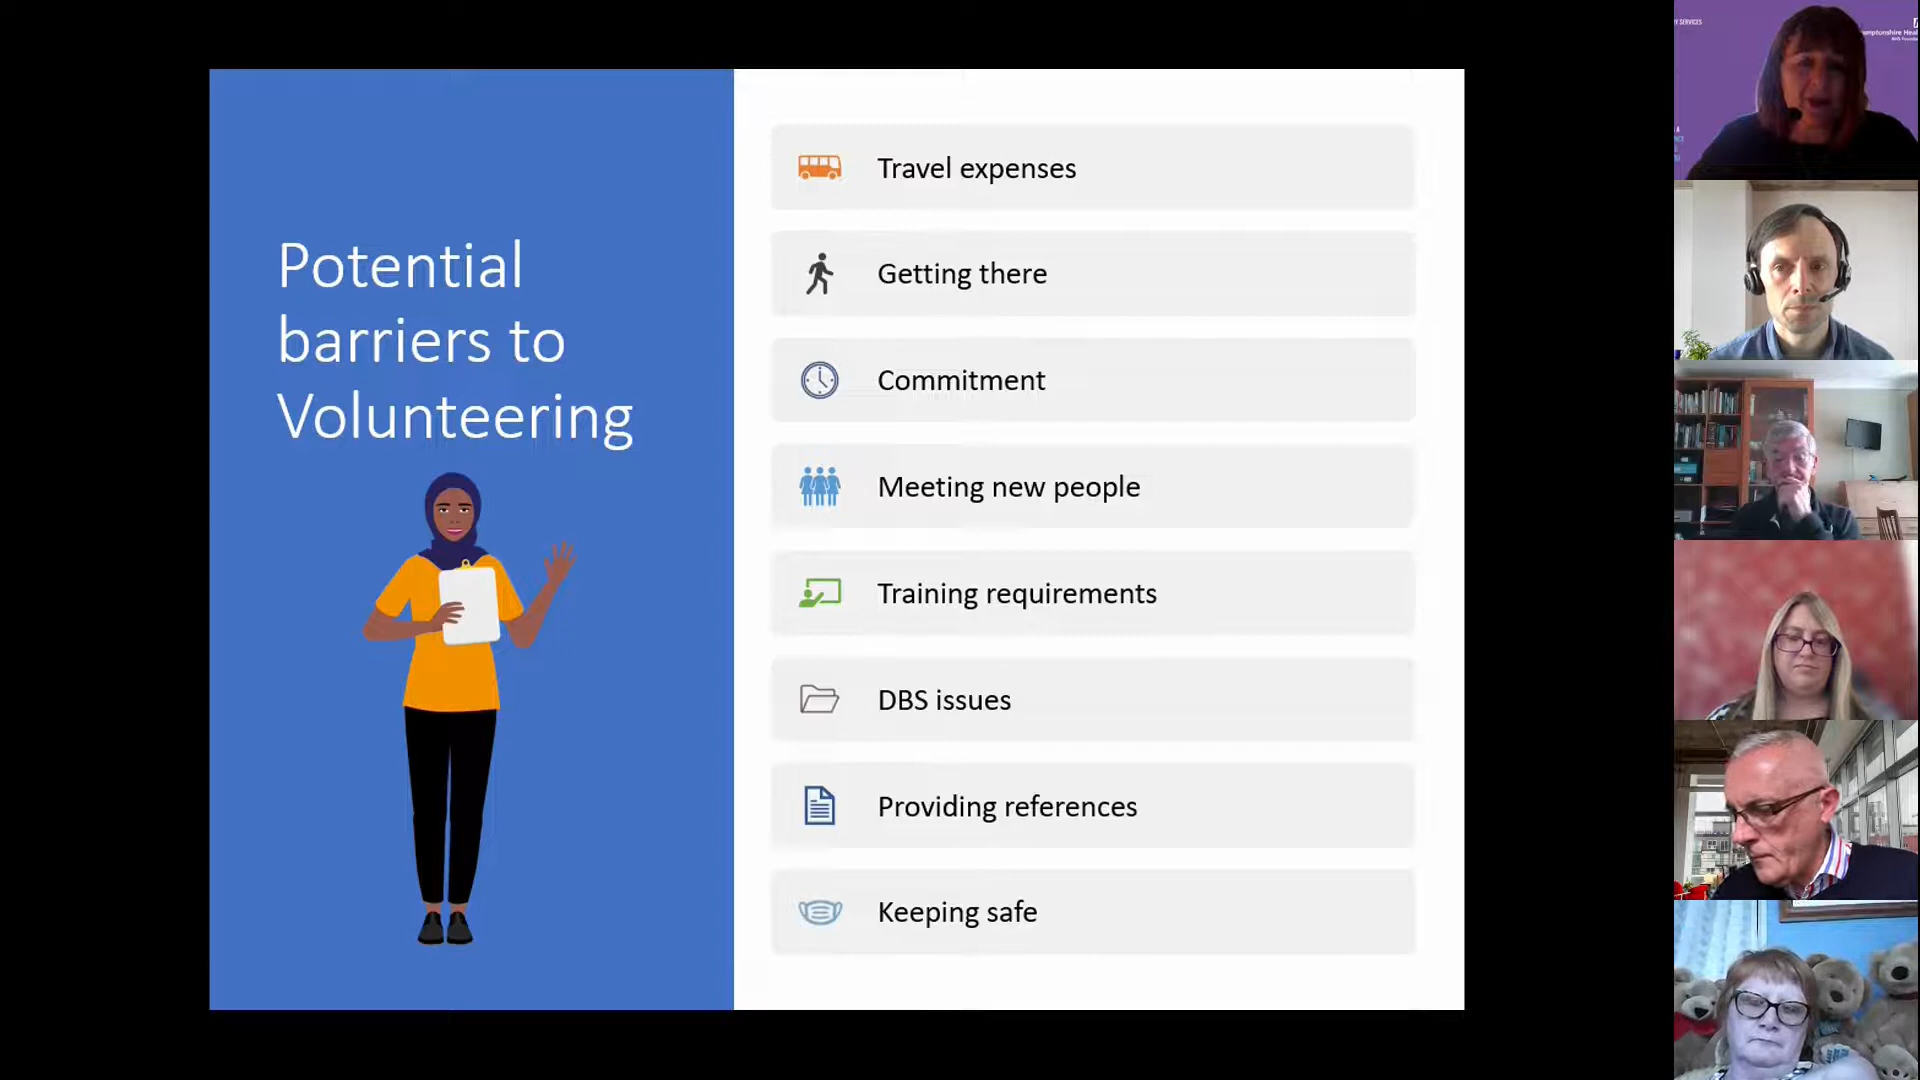 Potential
barriers to
Volunteering
Travel expenses
Getting there
Commitment
Meeting new people
Training requirements
DBS issues
Providing references
Keeping safe